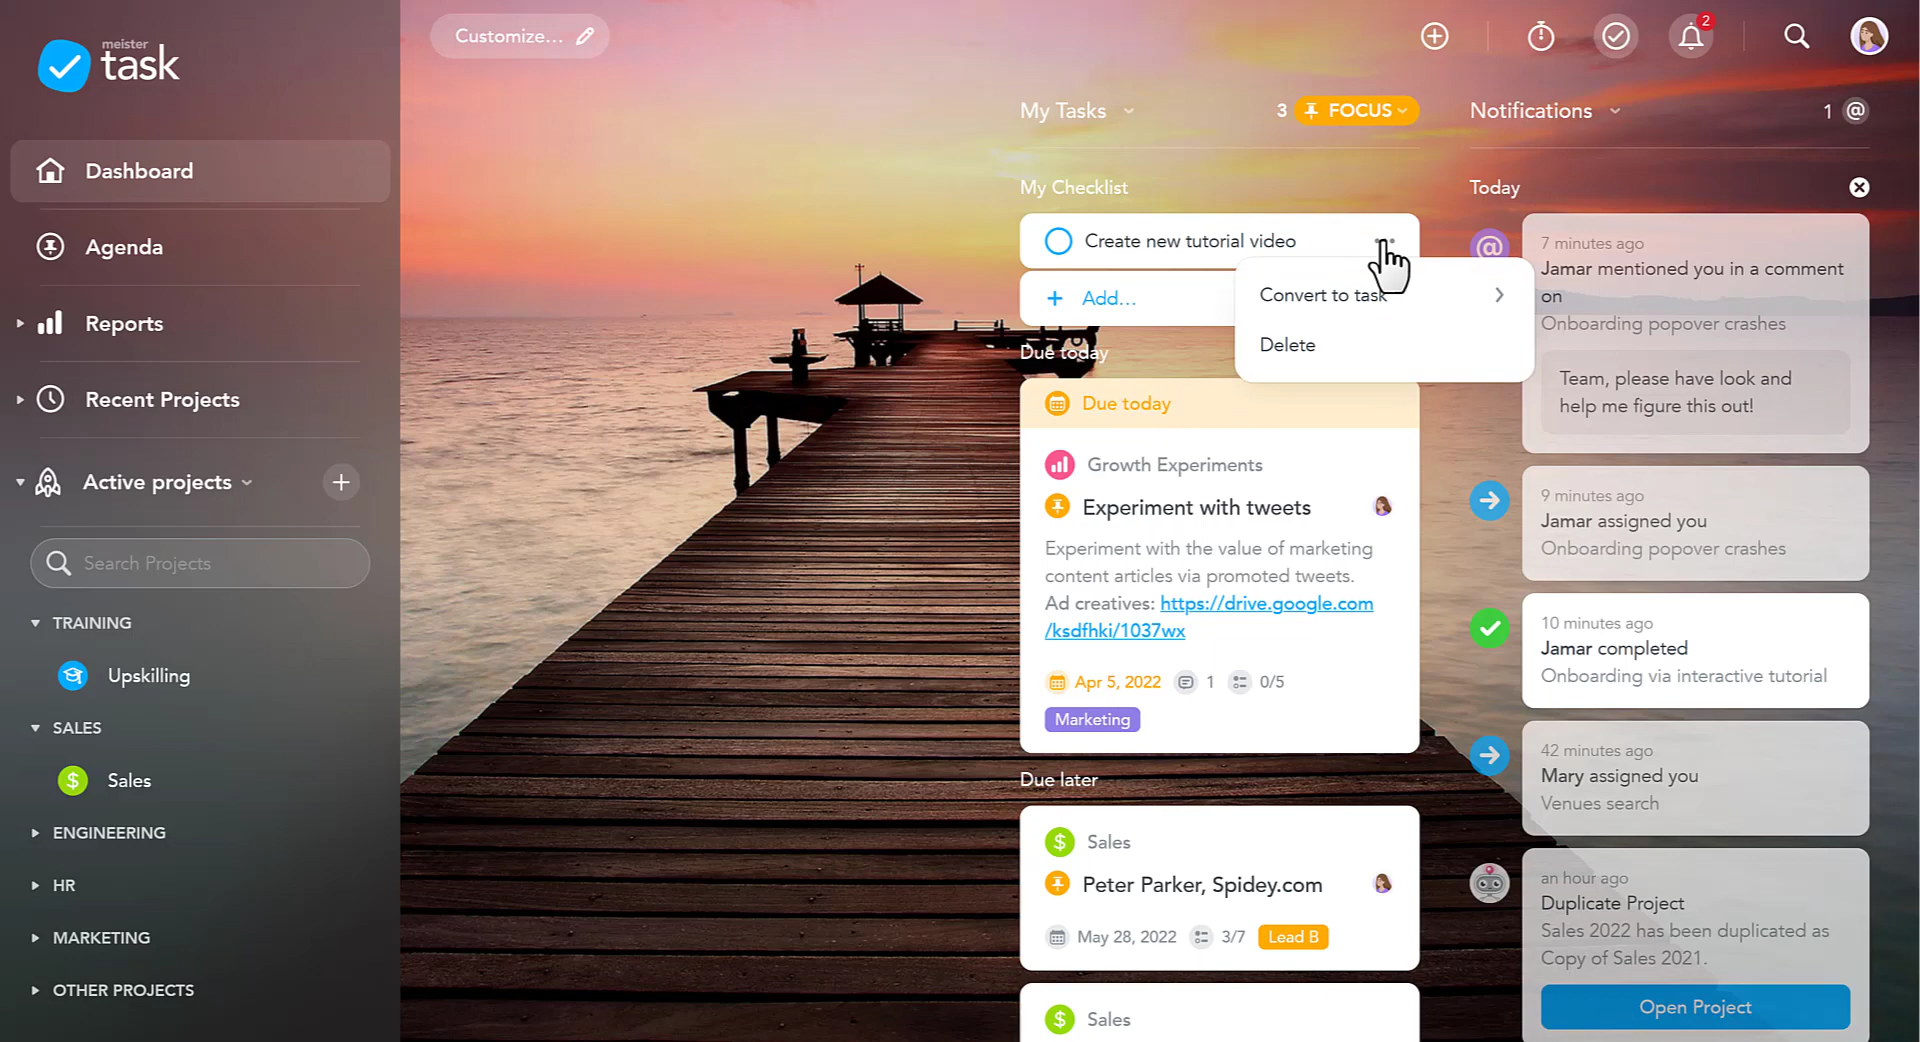 meister
task
Dashboard
Agenda
Reports
Recent Projects
Active projects
Search Projects
TRAINING
Upskilling
SALES
Sales
ENGINEERING
HR
MARKETING
OTHER PROJECTS
Customize...
2
My Tasks
3
FOCUS
My Checklist
Create new tutorial video
Add...
Convert to task
Delete
Due today
Due today
Growth Experiments
Experiment with tweets
Experiment with the value of marketing
content articles via promoted tweets.
Ad creatives: https://drive.google.com
/ksdfhki/1037wx
Apr 5, 2022 1 0/5
Marketing
Due later
Sales
Peter Parker, Spidey.com
May 28, 2022 3/7 Lead B
Sales
Notifications
1 @
Today
@
7 minutes ago
Jamar mentioned you in a comment
on
Onboarding popover crashes
Team, please have look and
help me figure this out!
9 minutes ago
Jamar assigned you
Onboarding popover crashes
10 minutes ago
Jamar completed
Onboarding via interactive tutorial
42 minutes ago
Mary assigned you
Venues search
an hour ago
Duplicate Project
Sales 2022 has been duplicated as
Copy of Sales 2021.
Open Project